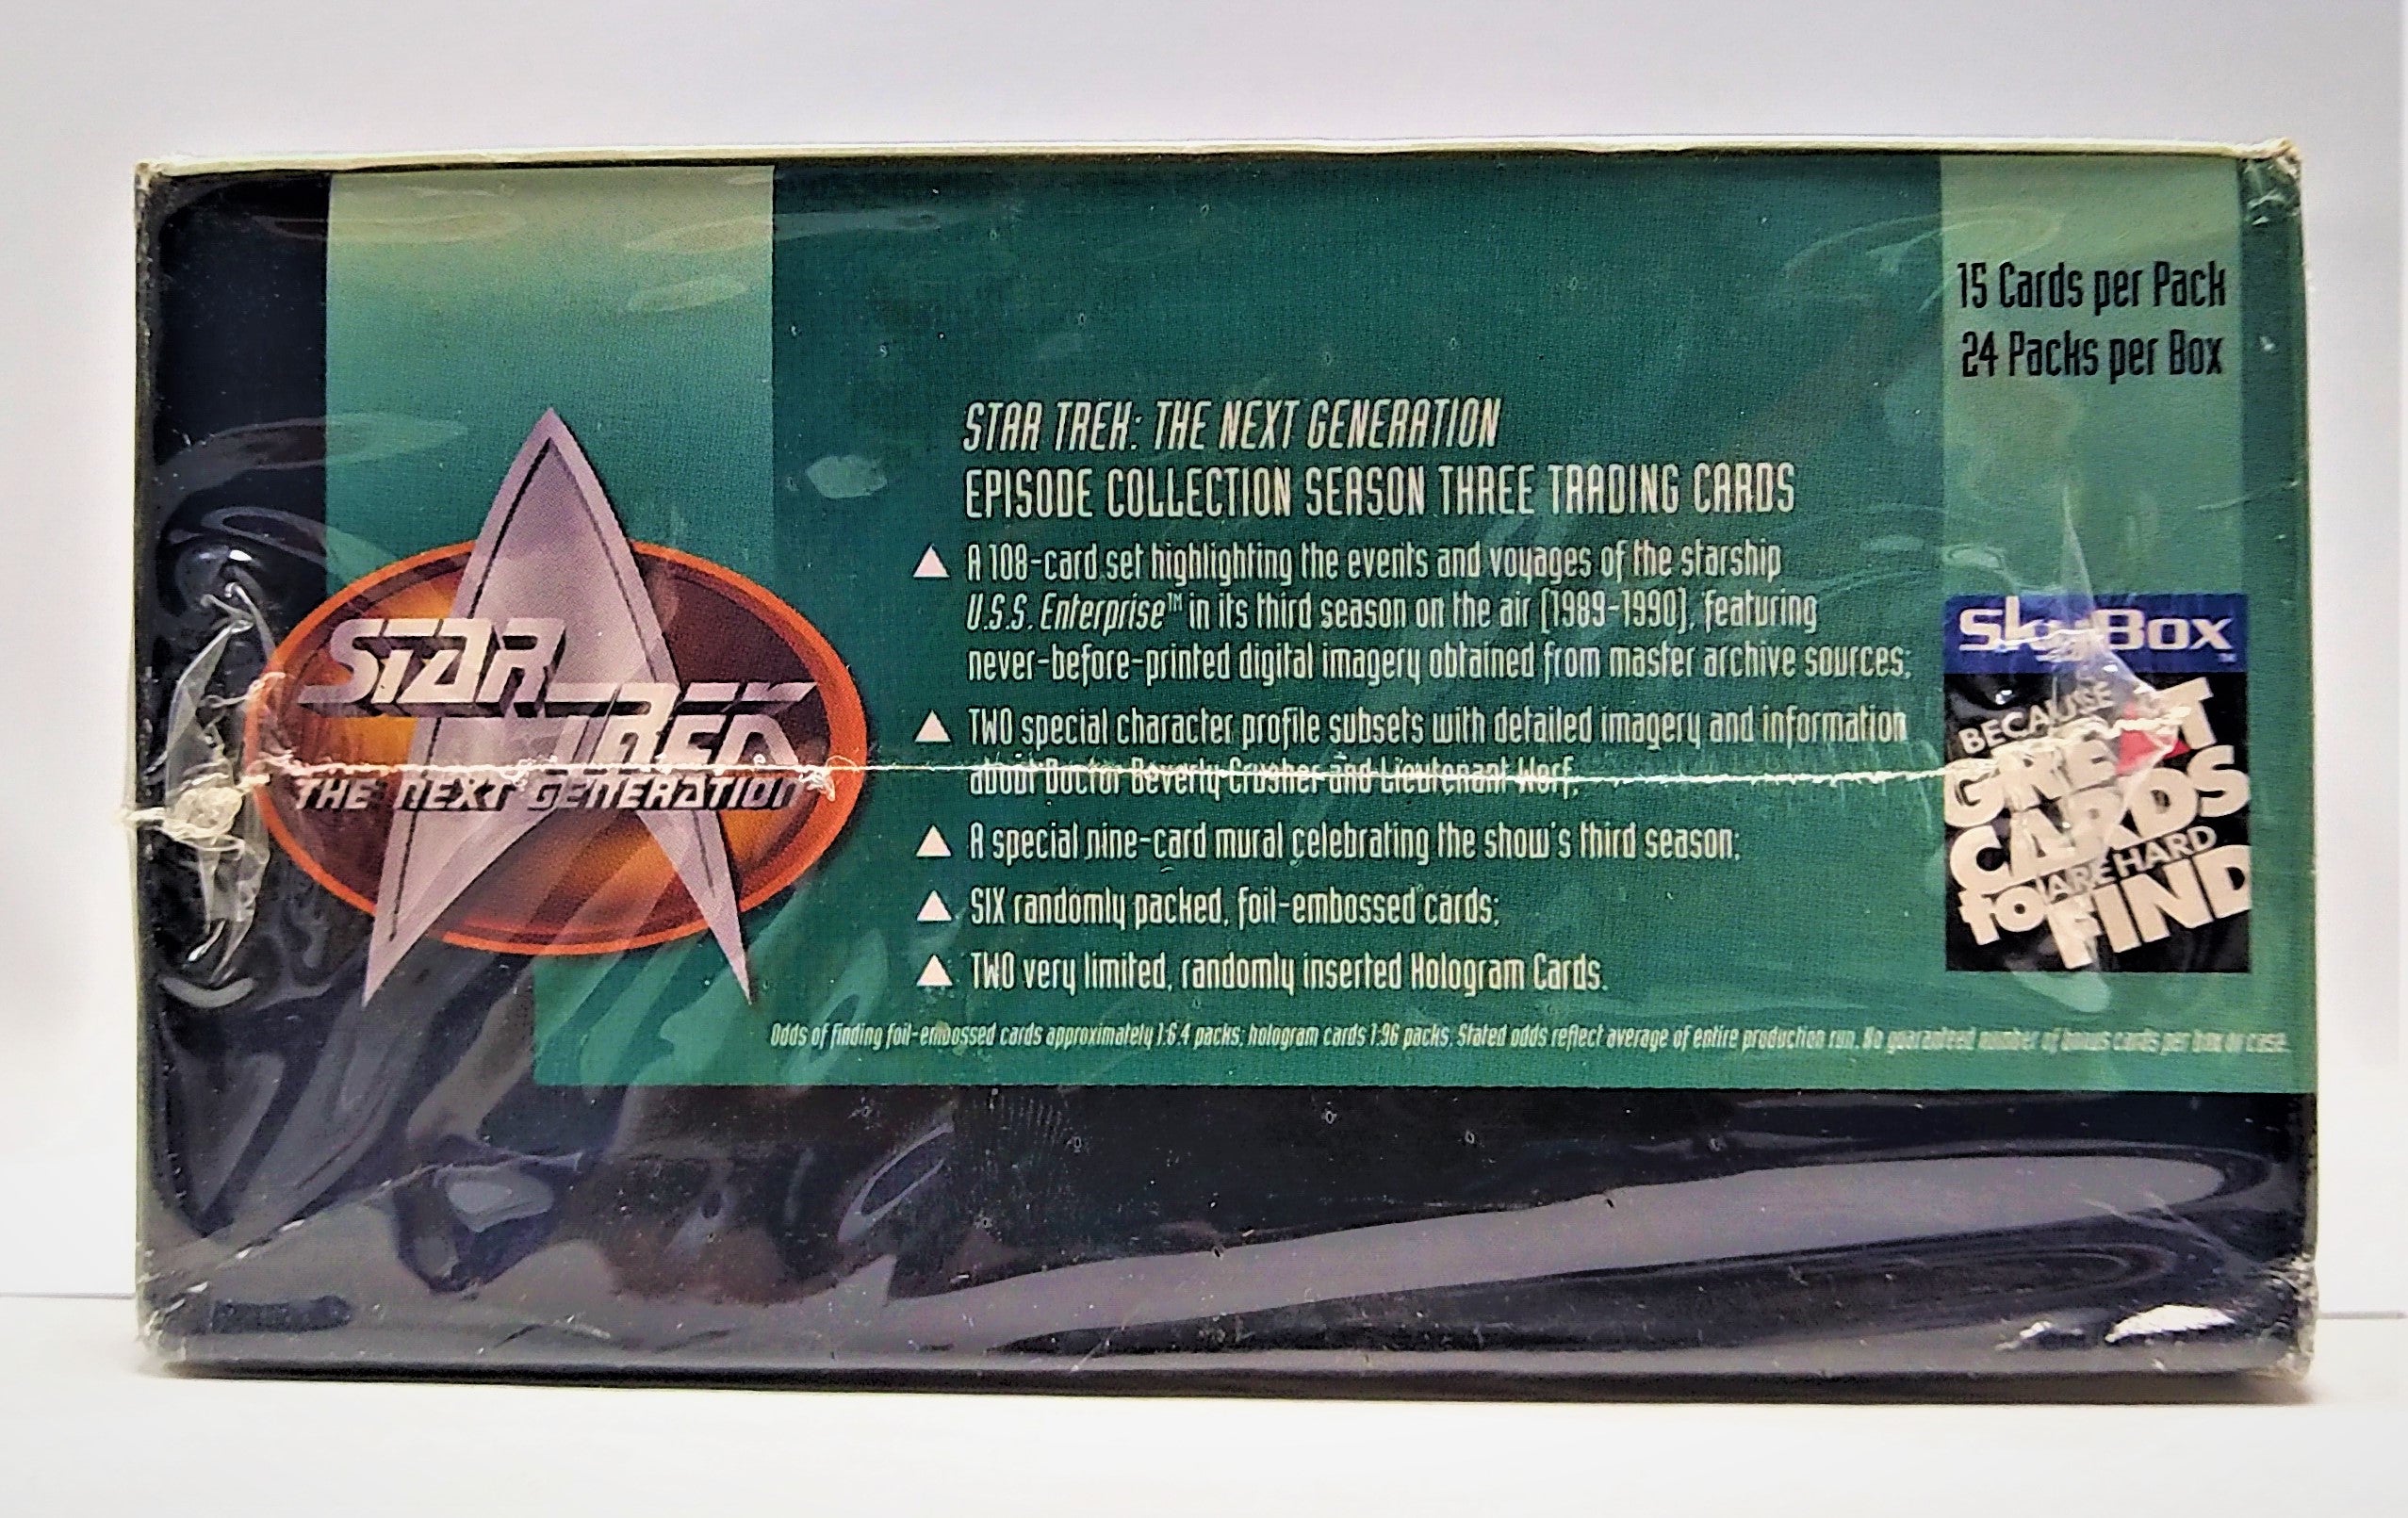 15 Cards per Pack
24 Packs per Box
STAR TREK
THE NEXT GENERATION
STAR TREK: THE NEXT GENERATION
EPISODE COLLECTION SEASON THREE TRADING CARDS
A 108-card set highlighting the events and voyages of the starship
U.S.S. Enterprise™ in its third season on the air (1989-1990), featuring
never-before-printed digital imagery obtained from master archive sources;
TWO special character profile subsets with detailed imagery and information
about Doctor Beverly Crusher and Lieutenant Worf;
A special nine-card mural celebrating the show's third season;
SIX randomly packed, foil-embossed cards;
TWO very limited, randomly inserted Hologram Cards.
SkyBox™
BECAUSE
GREAT
CARDS
ARE HARD
to FIND
Odds of finding foil-embossed cards approximately 1:6.4 packs; hologram cards 1:96 packs. Stated odds reflect average of entire production run. No guaranteed number of bonus cards per box or case.